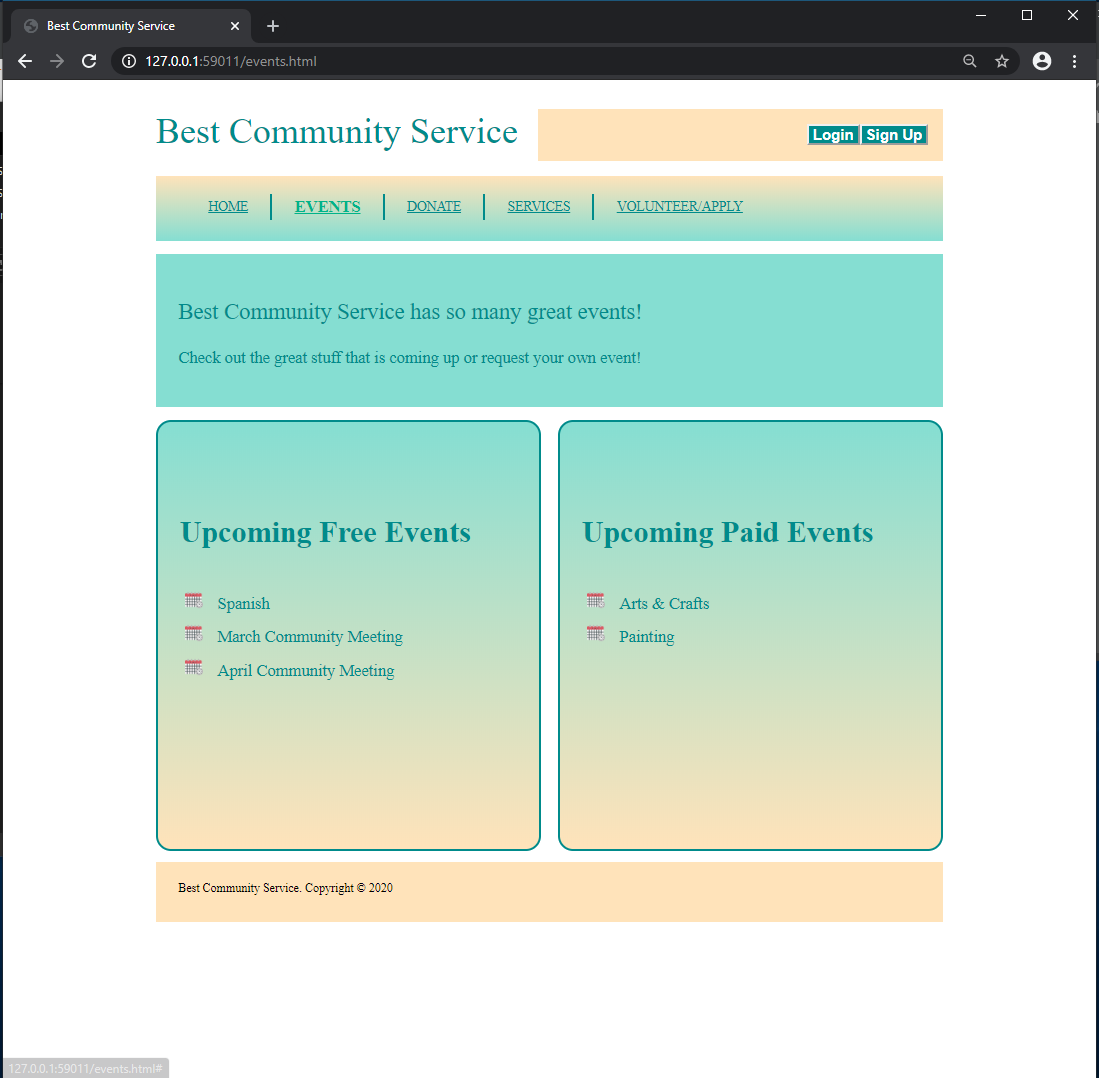 Best Community Service
127.0.0.1:59011/events.html
Best Community Service
Login Sign Up
HOME EVENTS DONATE SERVICES VOLUNTEER/APPLY
Best Community Service has so many great events!
Check out the great stuff that is coming up or request your own event!
Upcoming Free Events
Spanish
March Community Meeting
April Community Meeting
Upcoming Paid Events
Arts & Crafts
Painting
Best Community Service. Copyright © 2020
127.0.0.1:59011/events.html#